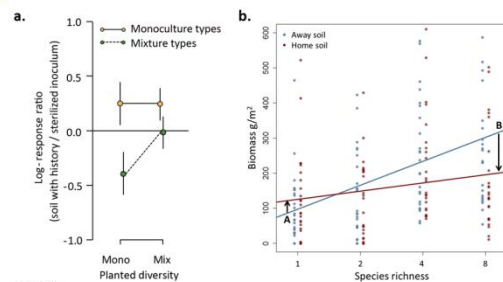 a.
Monoculture types
Mixture types
Log- response ratio
(soil with history / sterilized inoculum)
1.0
0.5
0.0
-0.5
-1.0
Mono
Mix
Planted diversity
b.
Away soil
Home soil
Biomass g/m²
600
500
400
300
200
100
0
A
B
1
2
4
8
Species richness